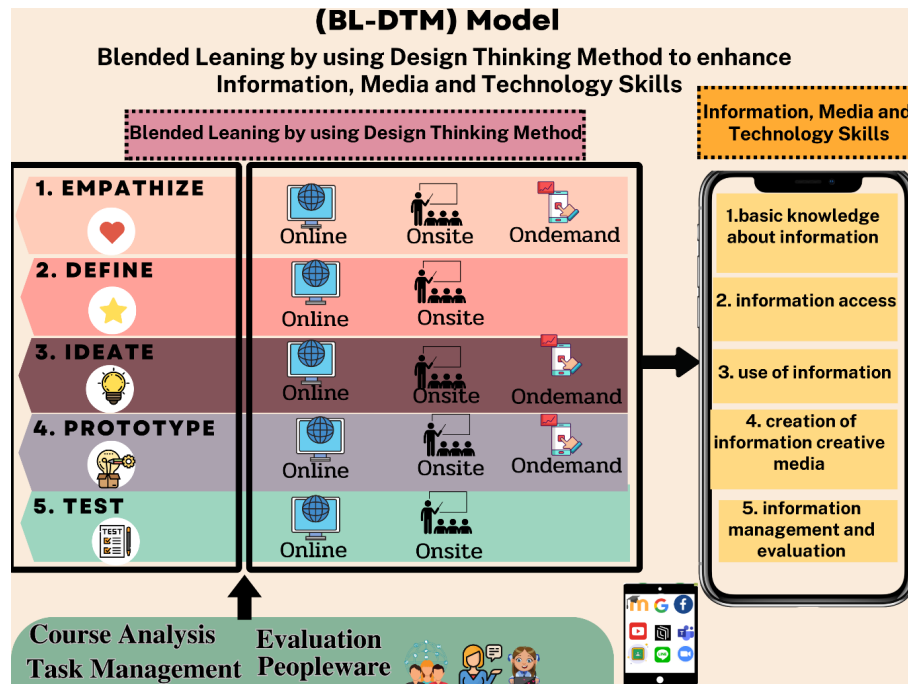 (BL-DTM) Model
Blended Leaning by using Design Thinking Method to enhance
Information, Media and Technology Skills
Blended Leaning by using Design Thinking Method
Information, Media and
Technology Skills
1. EMPATHIZE
Online
Onsite
Ondemand
2. DEFINE
Online
Onsite
3. IDEATE
Online
Onsite
Ondemand
4. PROTOTYPE
Online
Onsite
Ondemand
5. TEST
TEST
Online
Onsite
1.basic knowledge
about information
2. information access
3. use of information
4. creation of
information creative
media
5. information
management and
evaluation
Course Analysis
Task Management
Evaluation
Peopleware